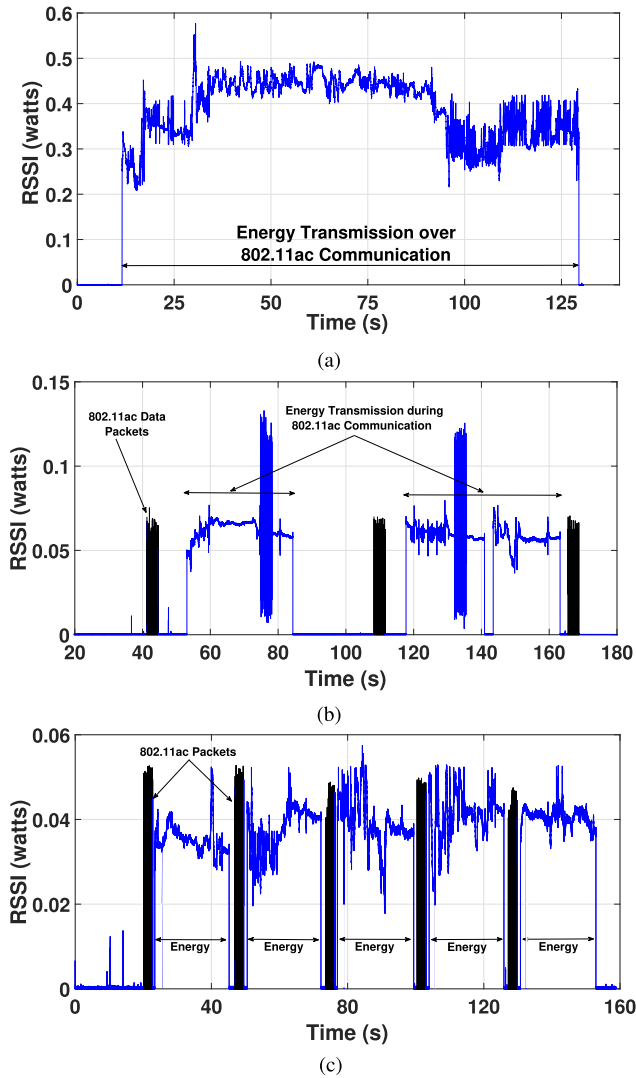 0.6
0.5
0.4
0.3
0.2
0.1
0
RSSI (watts)
Energy Transmission over
802.11ac Communication
0 25 50 75 100 125
Time (s)
(a)
0.15
0.1
0.05
0
RSSI (watts)
802.11ac Data
Packets
Energy Transmission during
802.11ac Communication
20 40 60 80 100 120 140 160 180
Time (s)
(b)
0.06
0.04
0.02
0
RSSI (watts)
802.11ac Packets
Energy Energy Energy Energy Energy
0 40 80 120 160
Time (s)
(c)